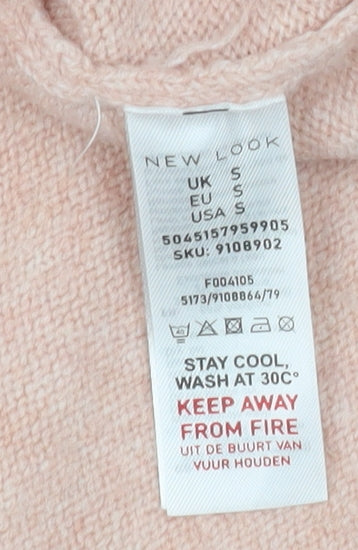 NEW LOOK
UK S
EU S
USA S
5045157959905
SKU: 9108902
F004105
5173/9108864/79
STAY COOL,
WASH AT 30C°
KEEP AWAY
FROM FIRE
UIT DE BUURT VAN
VUUR HOUDEN